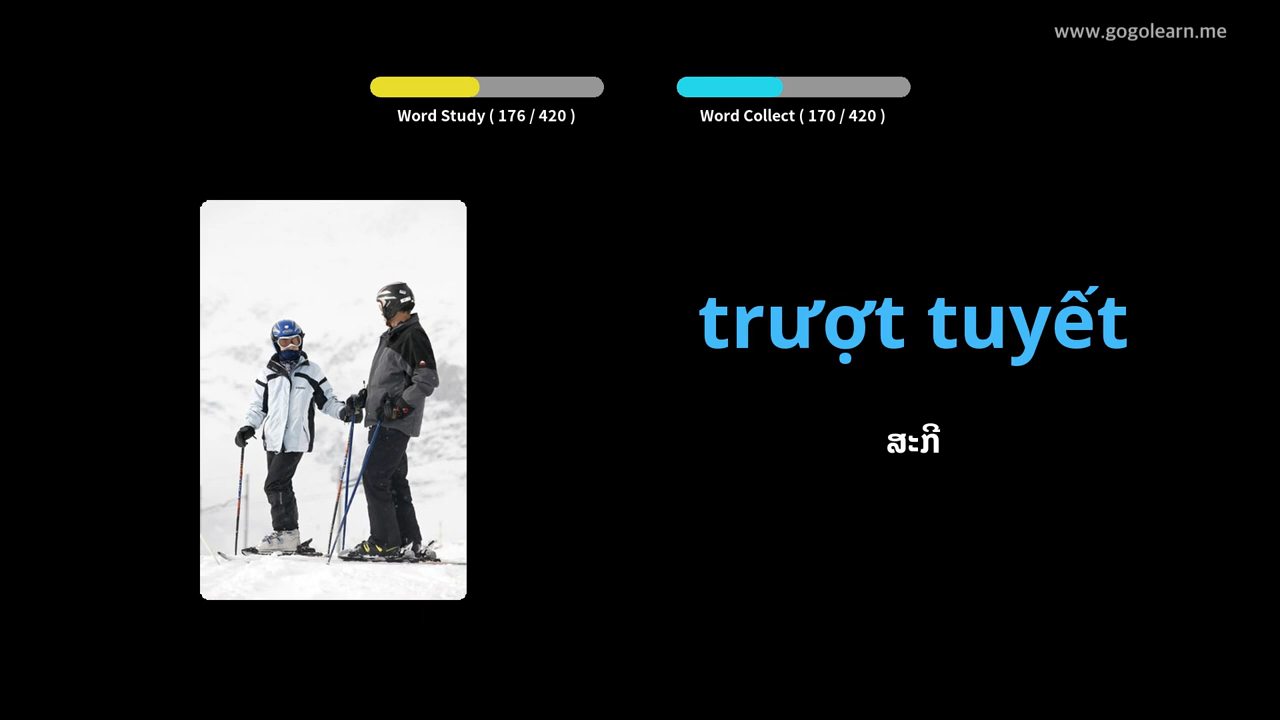 www.gogolearn.me
Word Study ( 176 / 420 )
Word Collect ( 170 / 420 )
trượt tuyết
ສະກີ